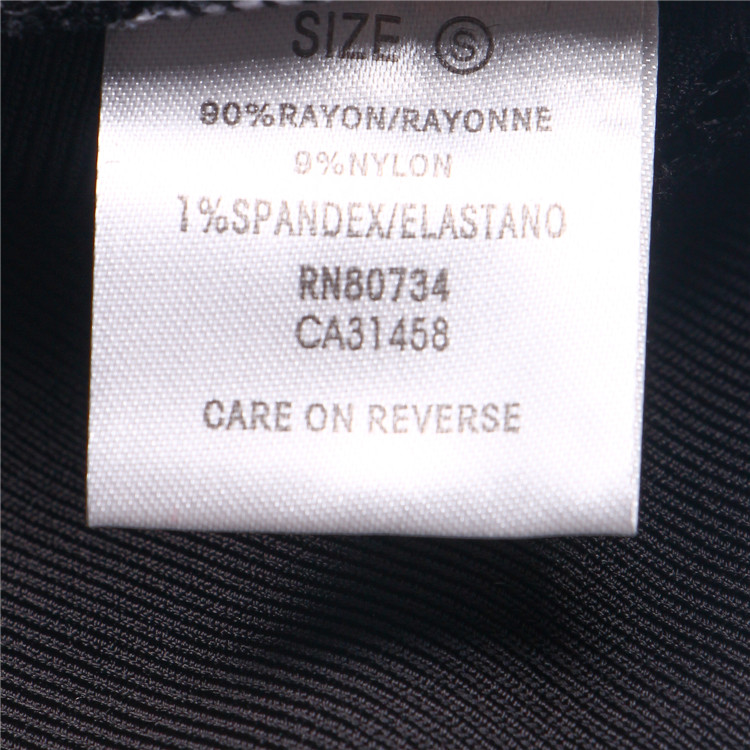 SIZE S
90%RAYON/RAYONNE
9%NYLON
1%SPANDEX/ELASTANO
RN80734
CA31458
CARE ON REVERSE